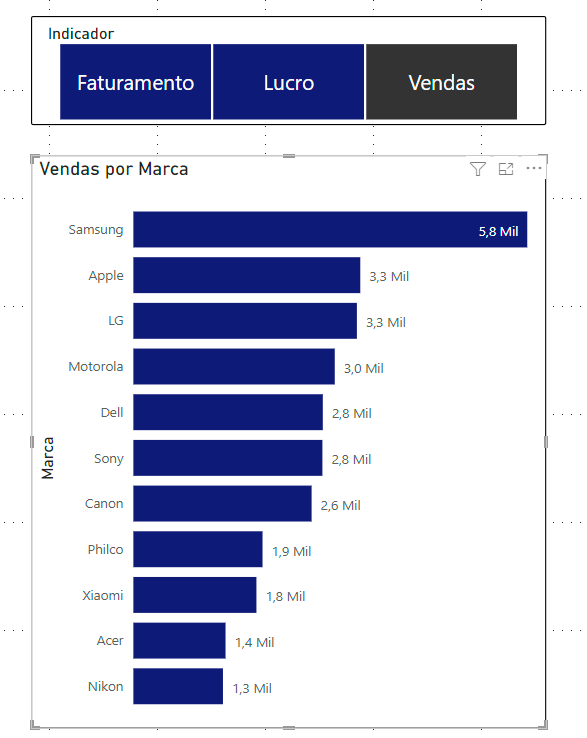 Indicador
Faturamento Lucro Vendas
Vendas por Marca
Marca
Samsung 5,8 Mil
Apple 3,3 Mil
LG 3,3 Mil
Motorola 3,0 Mil
Dell 2,8 Mil
Sony 2,8 Mil
Canon 2,6 Mil
Philco 1,9 Mil
Xiaomi 1,8 Mil
Acer 1,4 Mil
Nikon 1,3 Mil